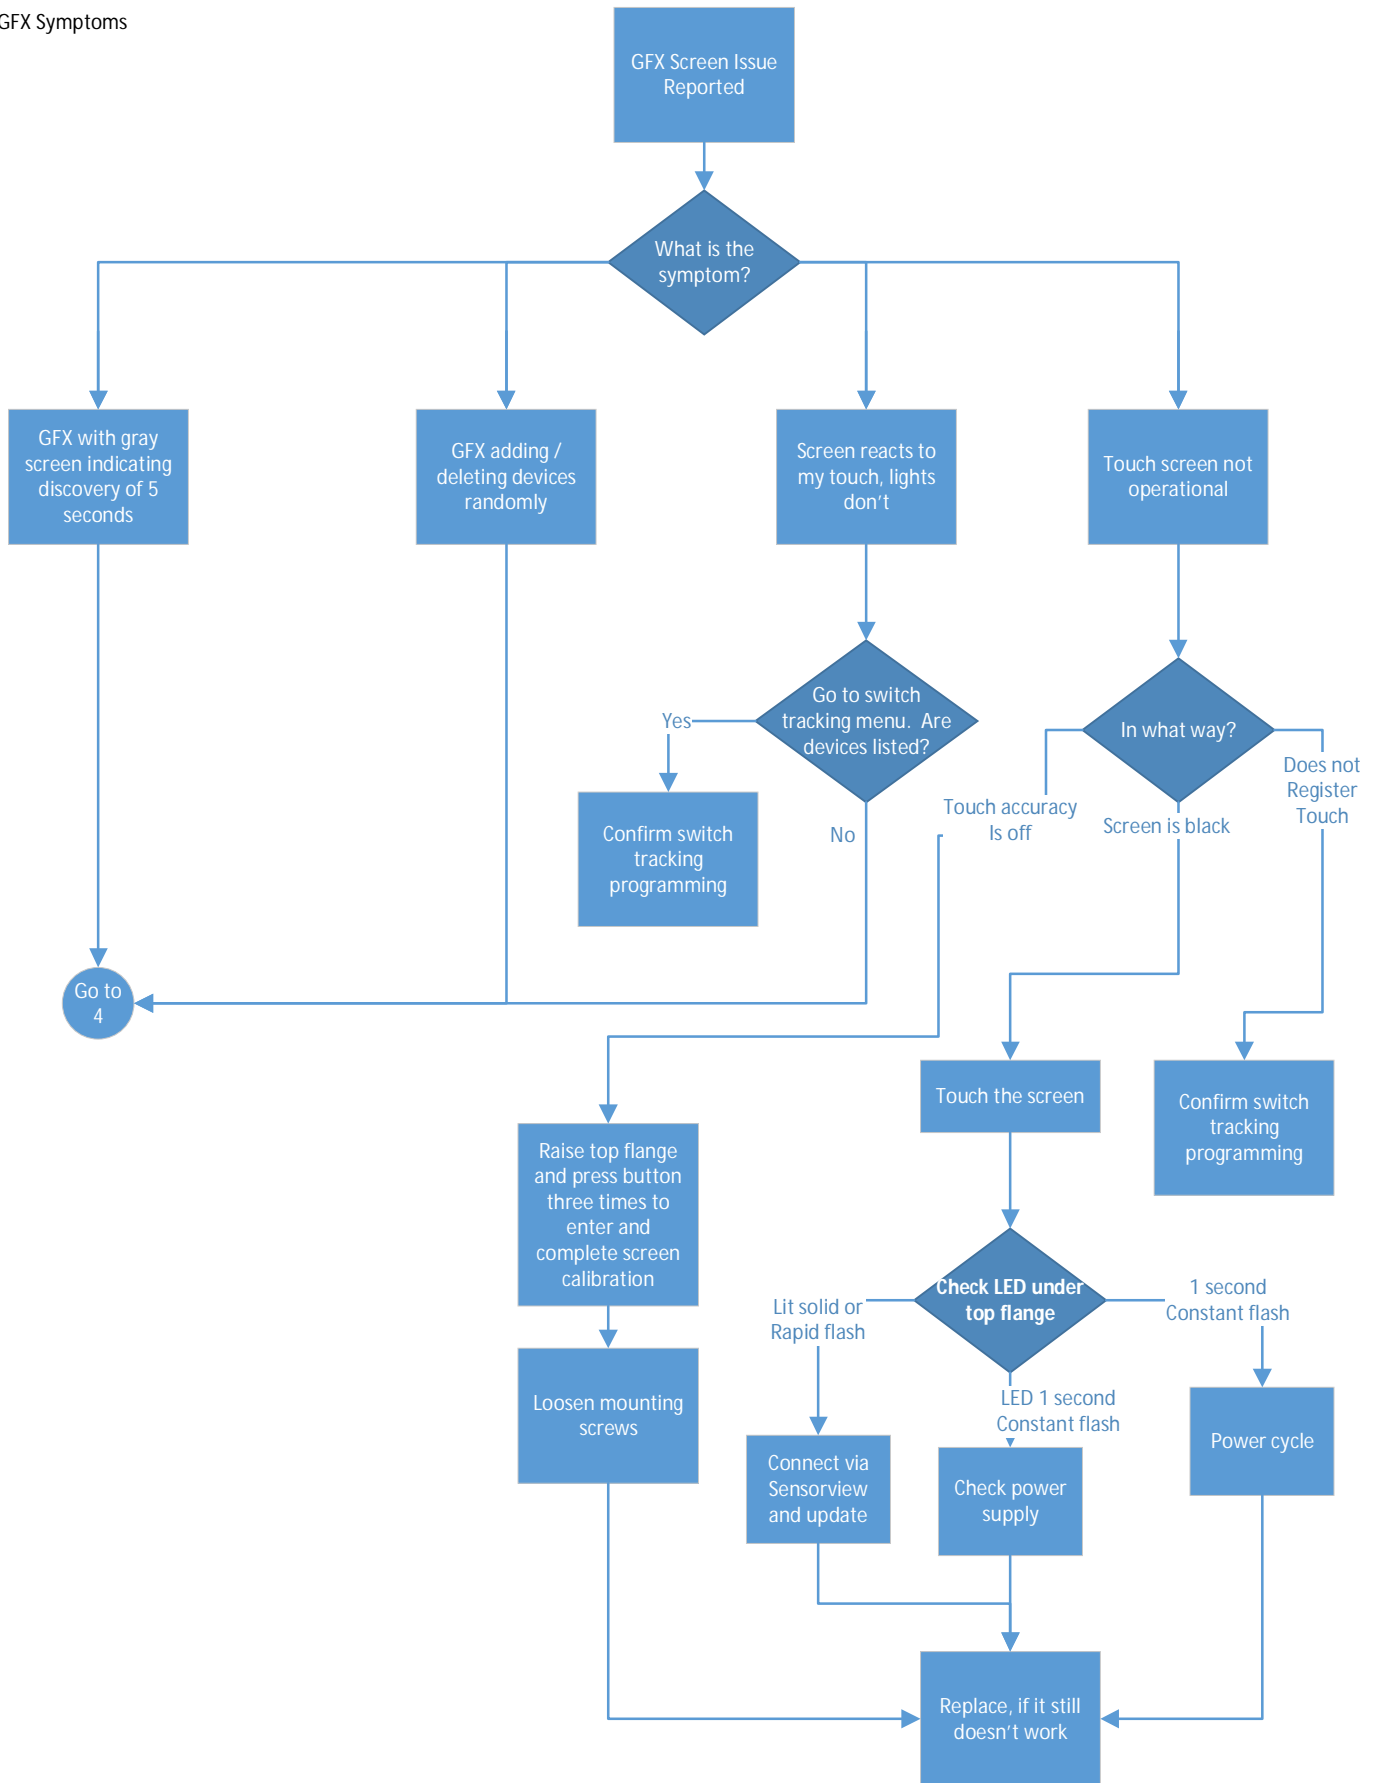 GFX Symptoms
GFX Screen Issue
Reported
What is the
symptom?
GFX with gray
screen indicating
discovery of 5
seconds
GFX adding /
deleting devices
randomly
Screen reacts to
my touch, lights
don't
Touch screen not
operational
Go to switch
tracking menu.  Are
devices listed?
Yes
No
Confirm switch
tracking
programming
In what way?
Touch accuracy
Is off
Screen is black
Does not
Register
Touch
Go to
4
Touch the screen
Confirm switch
tracking
programming
Raise top flange
and press button
three times to
enter and
complete screen
calibration
Check LED under
top flange
Lit solid or
Rapid flash
1 second
Constant flash
LED 1 second
Constant flash
Loosen mounting
screws
Connect via
Sensorview
and update
Check power
supply
Power cycle
Replace, if it still
doesn't work